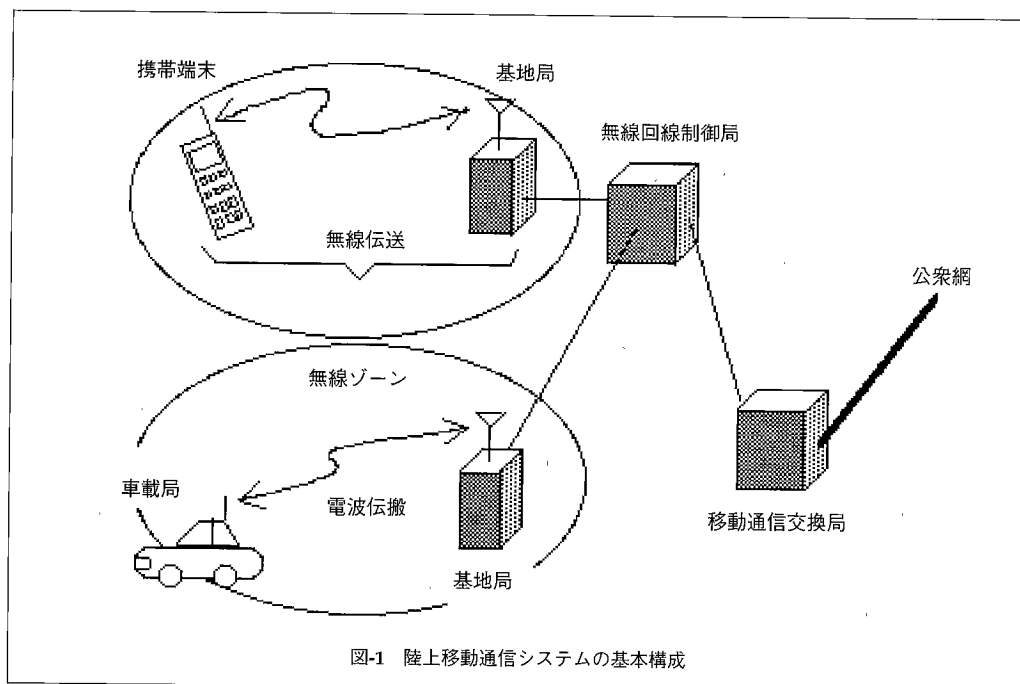 携帯端末
基地局
無線回線制御局
無線伝送
公衆網
無線ゾーン
車載局
電波伝搬
基地局
移動通信交換局
図-1 陸上移動通信システムの基本構成